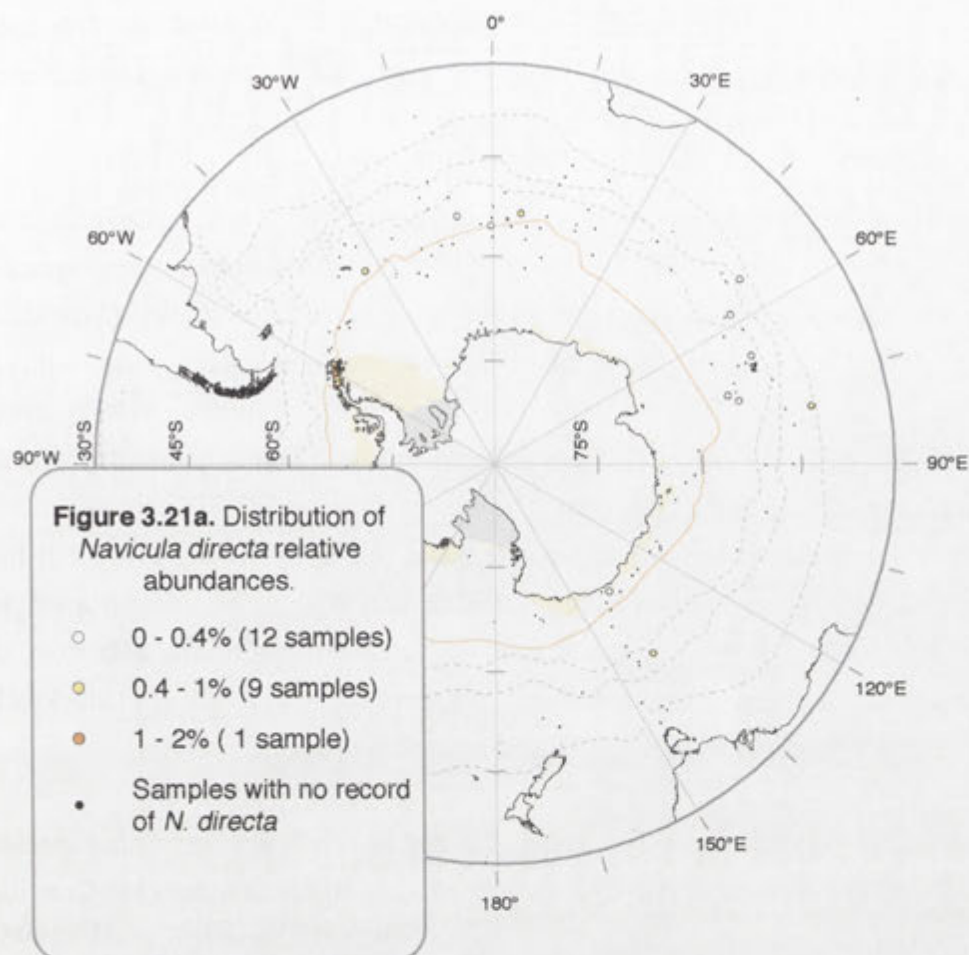 0°
30°W
30°E
60°W
60°E
90°W
30°S
45°S
60°S
75°S
90°E
Figure 3.21a. Distribution of
Navicula directa relative
abundances.
0 - 0.4% (12 samples)
0.4 - 1% (9 samples)
1 - 2% ( 1 sample)
Samples with no record
of N. directa
120°E
150°E
180°